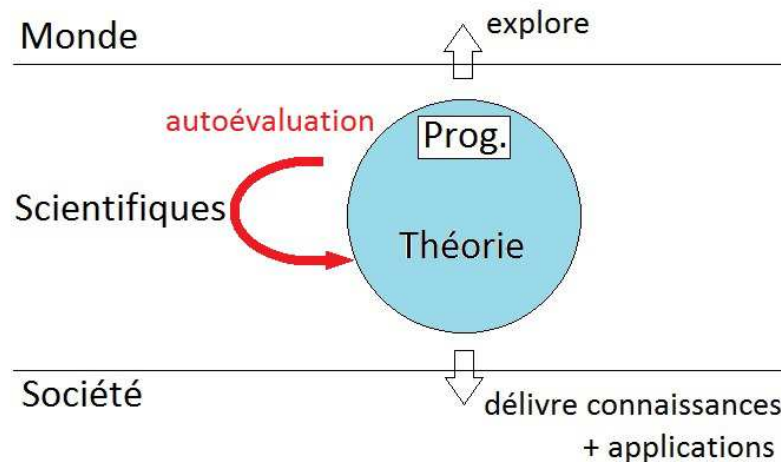 Monde
explore
autoévaluation
Prog.
Scientifiques
Théorie
Société
délivre connaissances
+ applications